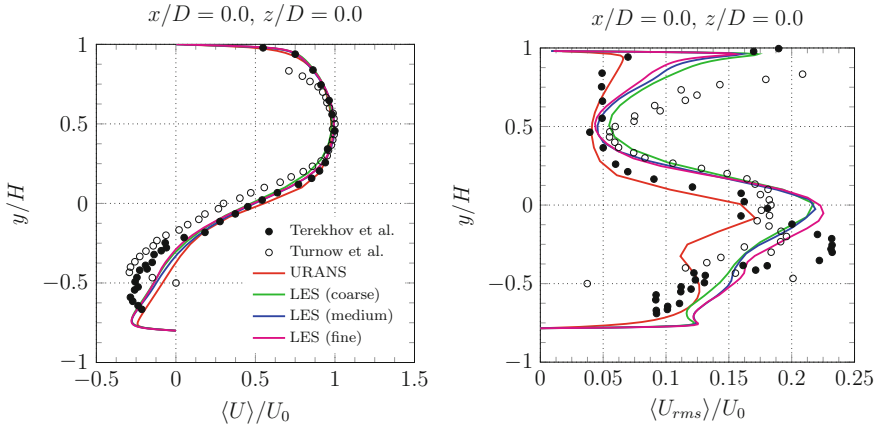 x/D = 0.0, z/D = 0.0
1
0.5
0
−0.5
−1
y/H
Terekhov et al.
Turnow et al.
URANS
LES (coarse)
LES (medium)
LES (fine)
−0.5 0 0.5 1 1.5
⟨U⟩/U₀
x/D = 0.0, z/D = 0.0
1
0.5
0
−0.5
−1
y/H
0 0.05 0.1 0.15 0.2 0.25
⟨Uᵣₘₛ⟩/U₀